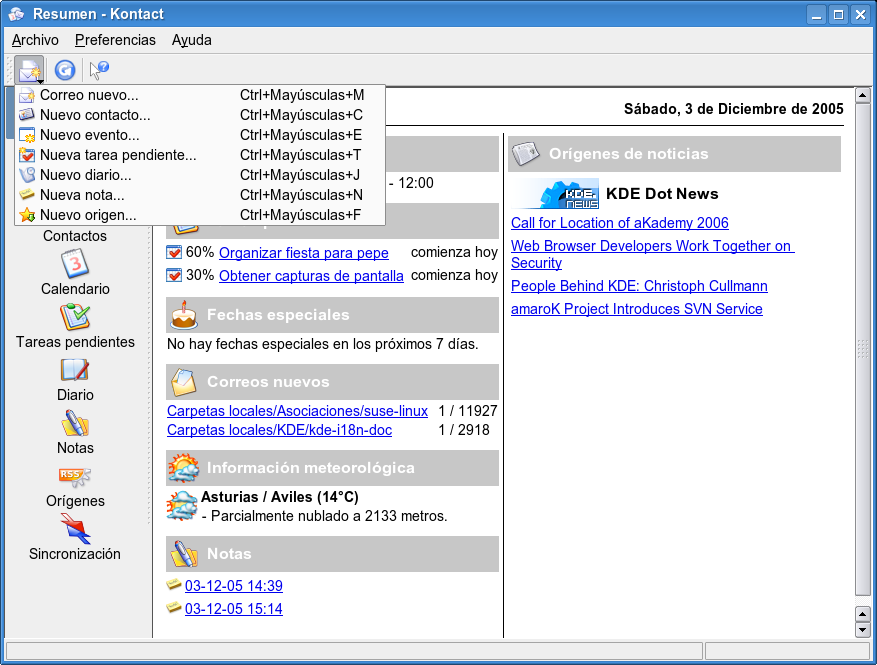 Resumen - Kontact
Archivo Preferencias Ayuda
Correo nuevo... Ctrl+Mayúsculas+M
Nuevo contacto... Ctrl+Mayúsculas+C
Nuevo evento... Ctrl+Mayúsculas+E
Nueva tarea pendiente... Ctrl+Mayúsculas+T
Nuevo diario... Ctrl+Mayúsculas+J
Nueva nota... Ctrl+Mayúsculas+N
Nuevo origen... Ctrl+Mayúsculas+F
Contactos
Calendario
Tareas pendientes
Diario
Notas
RSS
Orígenes
Sincronización
Sábado, 3 de Diciembre de 2005
- 12:00
60% Organizar fiesta para pepe comienza hoy
30% Obtener capturas de pantalla comienza hoy
Fechas especiales
No hay fechas especiales en los próximos 7 días.
Correos nuevos
Carpetas locales/Asociaciones/suse-linux 1 / 11927
Carpetas locales/KDE/kde-i18n-doc 1 / 2918
Información meteorológica
Asturias / Aviles (14°C)
- Parcialmente nublado a 2133 metros.
Notas
03-12-05 14:39
03-12-05 15:14
Orígenes de noticias
KDE NEWS
KDE Dot News
Call for Location of aKademy 2006
Web Browser Developers Work Together on
Security
People Behind KDE: Christoph Cullmann
amaroK Project Introduces SVN Service